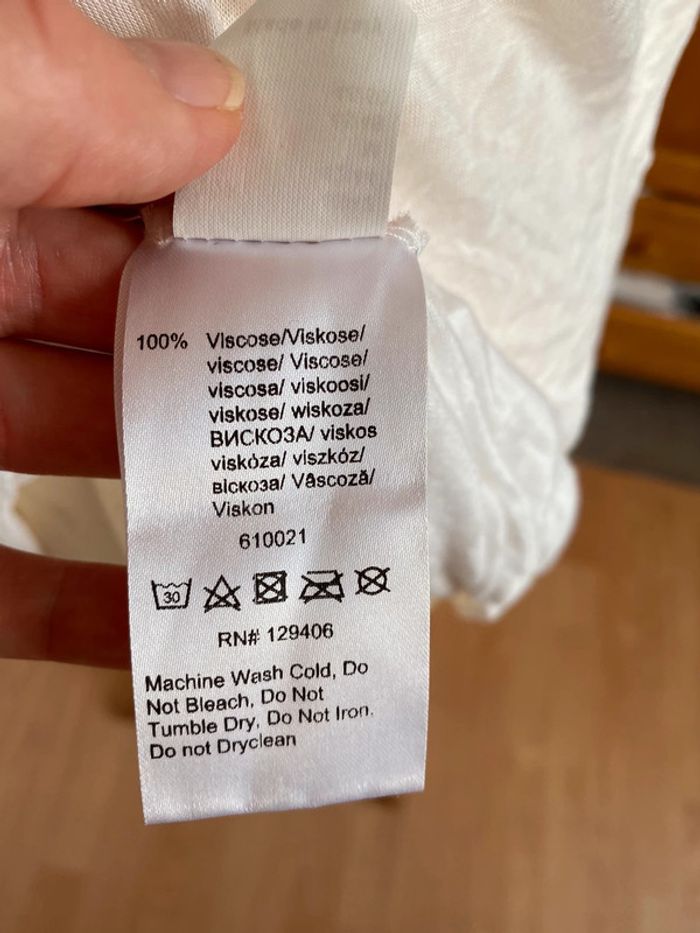 100% Viscose/Viskose/
viscose/ Viscose/
viscosa/ viskoosi/
viskose/ wiskoza/
ВИСКОЗА/ viskos
viskóza/ viszkóz/
віскоза/ Vâscoză/
Viskon
610021
30
RN# 129406
Machine Wash Cold, Do
Not Bleach, Do Not
Tumble Dry, Do Not Iron.
Do not Dryclean